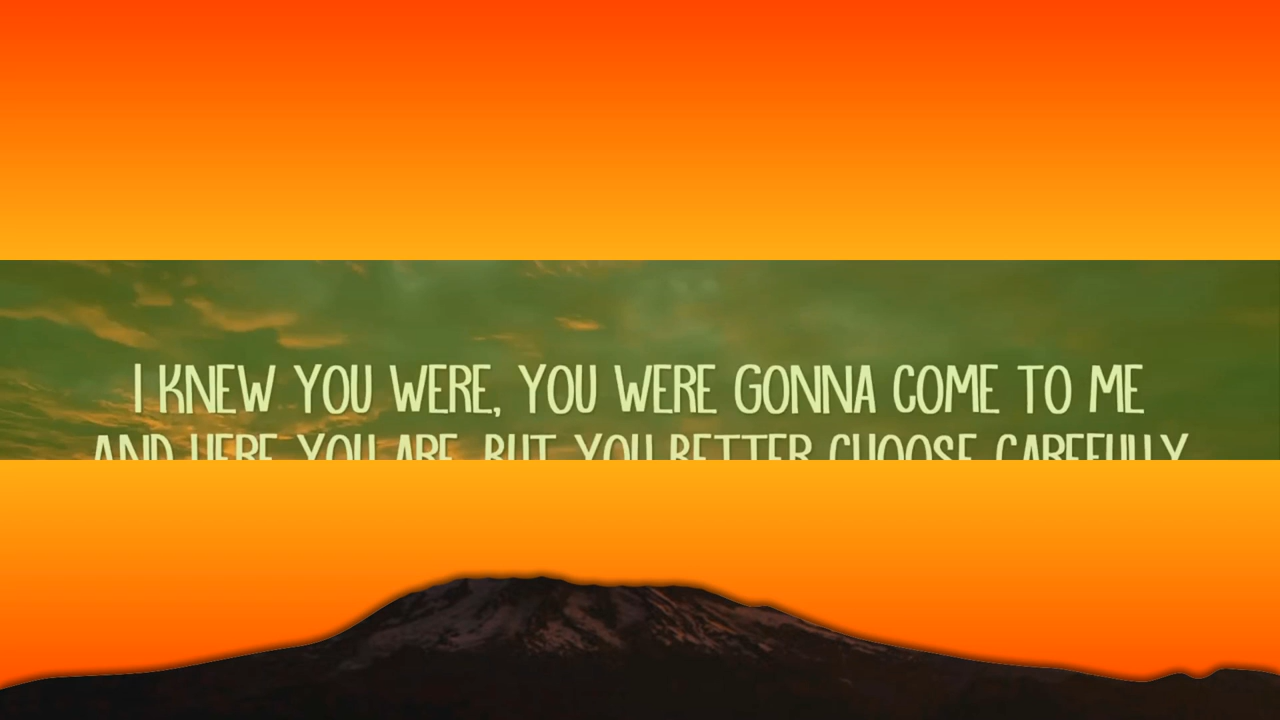 I KNEW YOU WERE, YOU WERE GONNA COME TO ME
AND HERE YOU ARE, BUT YOU BETTER CHOOSE CAREFULLY